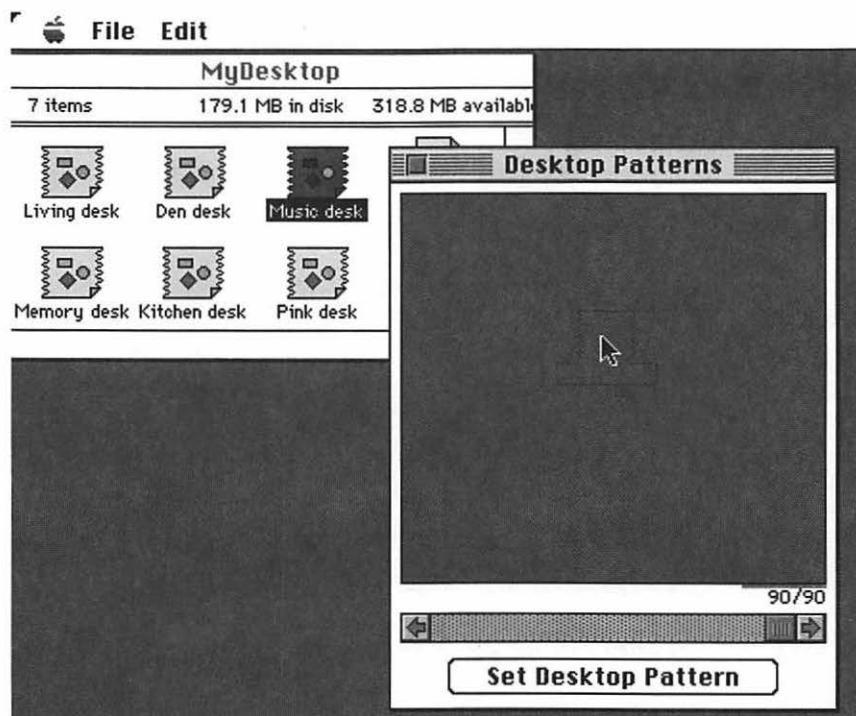 File Edit
MyDesktop
7 items 179.1 MB in disk 318.8 MB available
Living desk Den desk Music desk
Memory desk Kitchen desk Pink desk
Desktop Patterns
90/90
Set Desktop Pattern